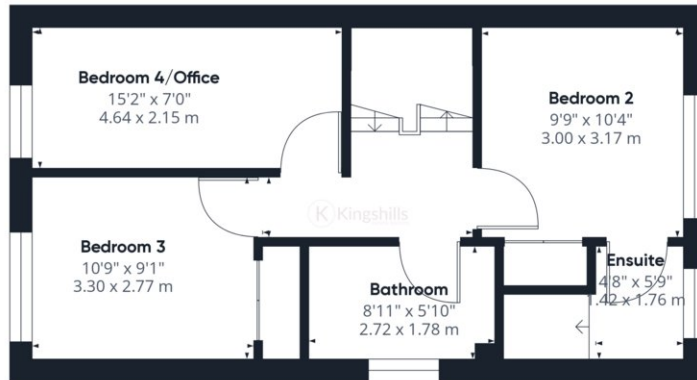 Bedroom 4/Office
15'2" x 7'0"
4.64 x 2.15 m
Bedroom 2
9'9" x 10'4"
3.00 x 3.17 m
K Kingshills
Bedroom 3
10'9" x 9'1"
3.30 x 2.77 m
Bathroom
8'11" x 5'10"
2.72 x 1.78 m
Ensuite
4'8" x 5'9"
1.42 x 1.76 m